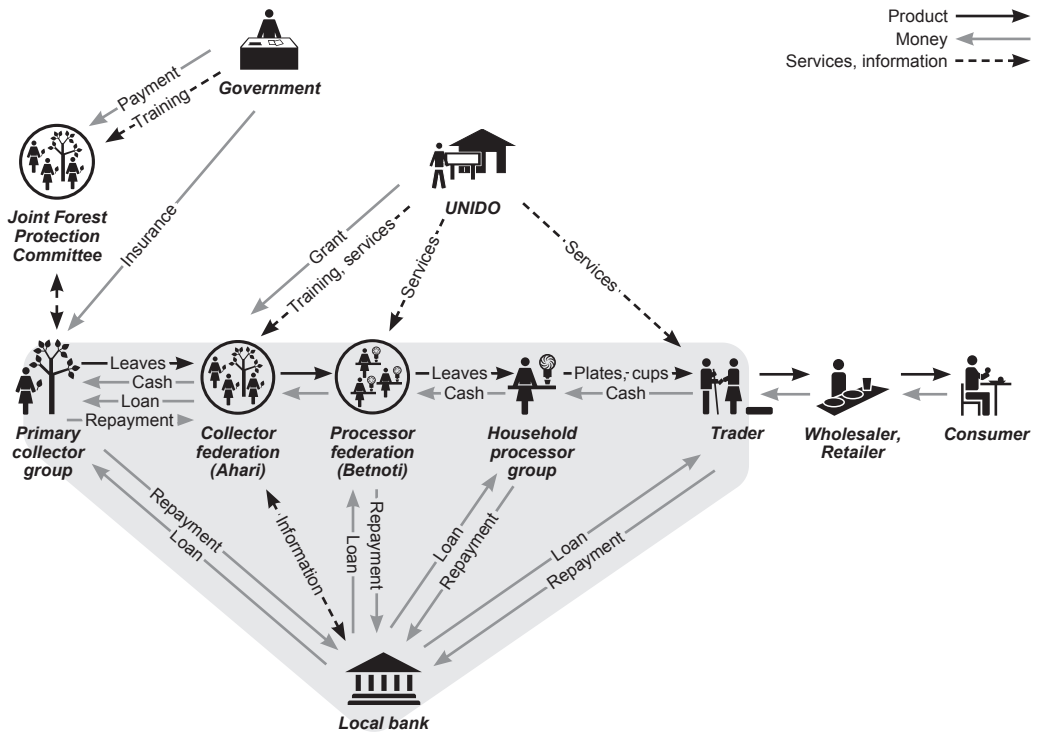 Product
Money
Services, information
Government
Payment
Training
Joint Forest
Protection
Committee
Insurance
UNIDO
Grant
Training, services
Services
Services
Leaves
Cash
Loan
Repayment
Leaves
Cash
Plates, cups
Cash
Primary
collector
group
Collector
federation
(Ahari)
Processor
federation
(Betnoti)
Household
processor
group
Trader
Wholesaler,
Retailer
Consumer
Repayment
Loan
Information
Loan
Repayment
Loan
Repayment
Loan
Repayment
Local bank